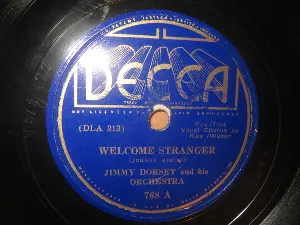 DECCA
(DLA 313)
Fox Trot
Vocal Chorus by
Kay Weber
WELCOME STRANGER
JIMMY DORSEY and his
ORCHESTRA
768 A